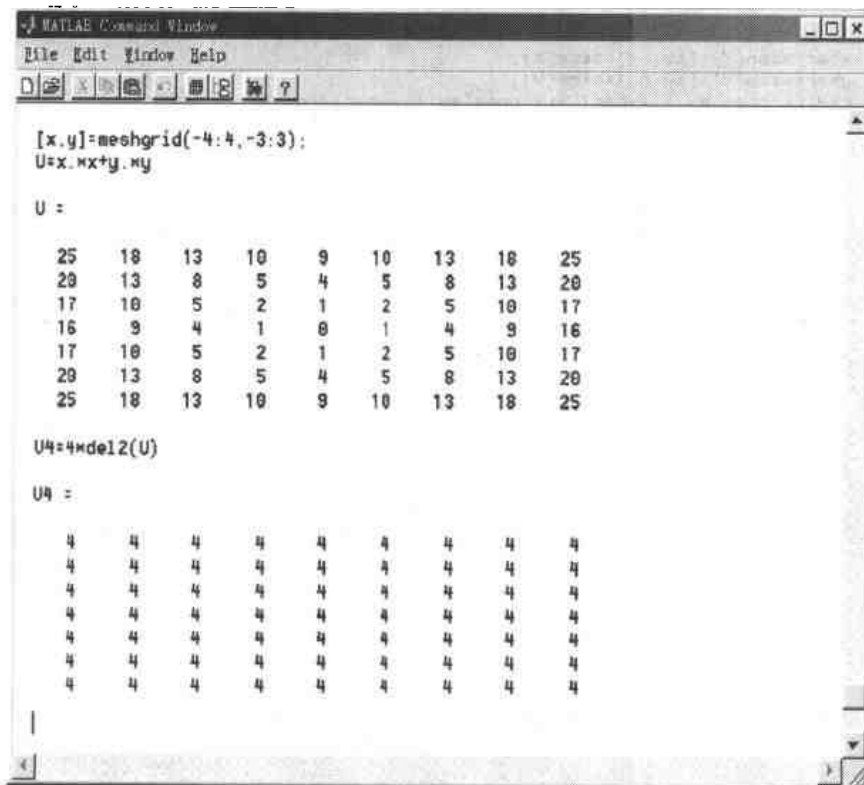 MATLAB Command Window
File Edit Window Help
[x,y]=meshgrid(-4:4,-3:3);
U=x.*x+y.*y
U =
25 18 13 10 9 10 13 18 25
20 13 8 5 4 5 8 13 20
17 10 5 2 1 2 5 10 17
16 9 4 1 0 1 4 9 16
17 10 5 2 1 2 5 10 17
20 13 8 5 4 5 8 13 20
25 18 13 10 9 10 13 18 25
U4=4*del2(U)
U4 =
4 4 4 4 4 4 4 4 4
4 4 4 4 4 4 4 4 4
4 4 4 4 4 4 4 4 4
4 4 4 4 4 4 4 4 4
4 4 4 4 4 4 4 4 4
4 4 4 4 4 4 4 4 4
4 4 4 4 4 4 4 4 4